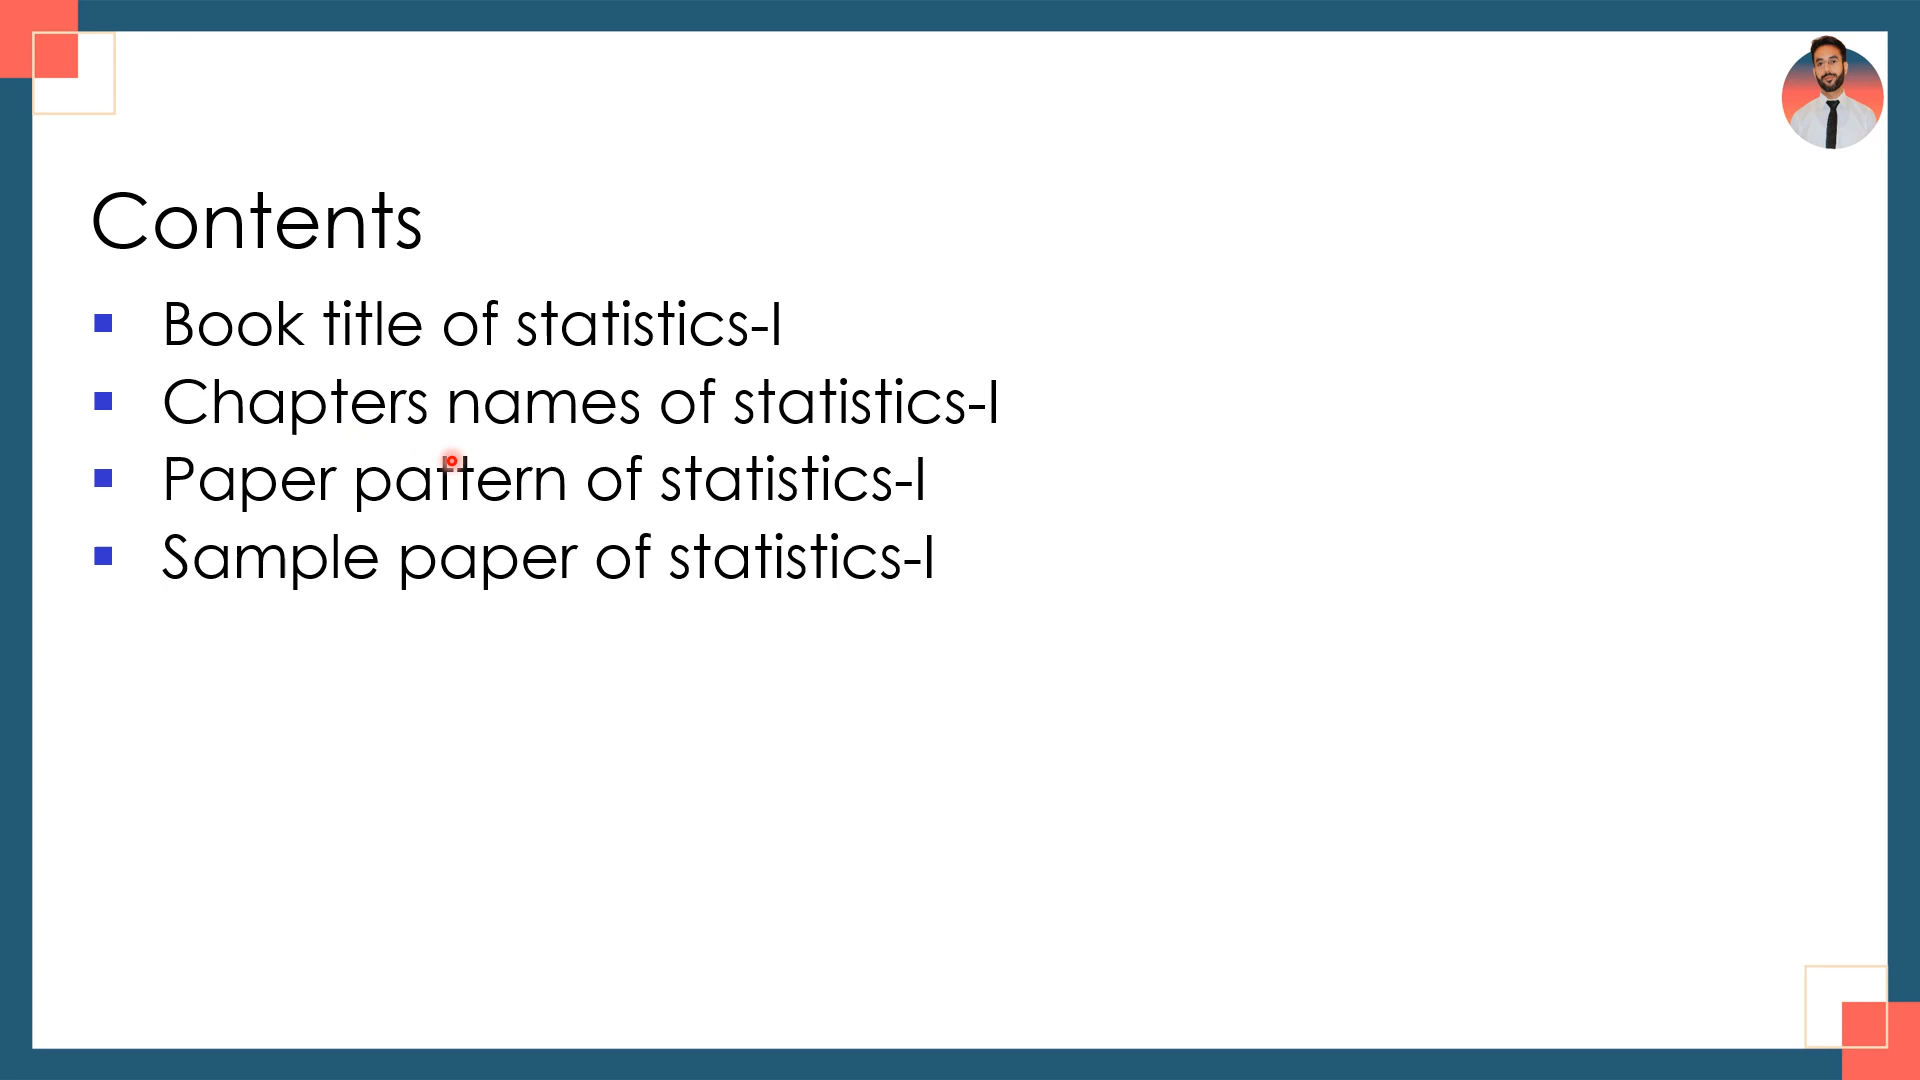 Contents
Book title of statistics-I
Chapters names of statistics-I
Paper pattern of statistics-I
Sample paper of statistics-I